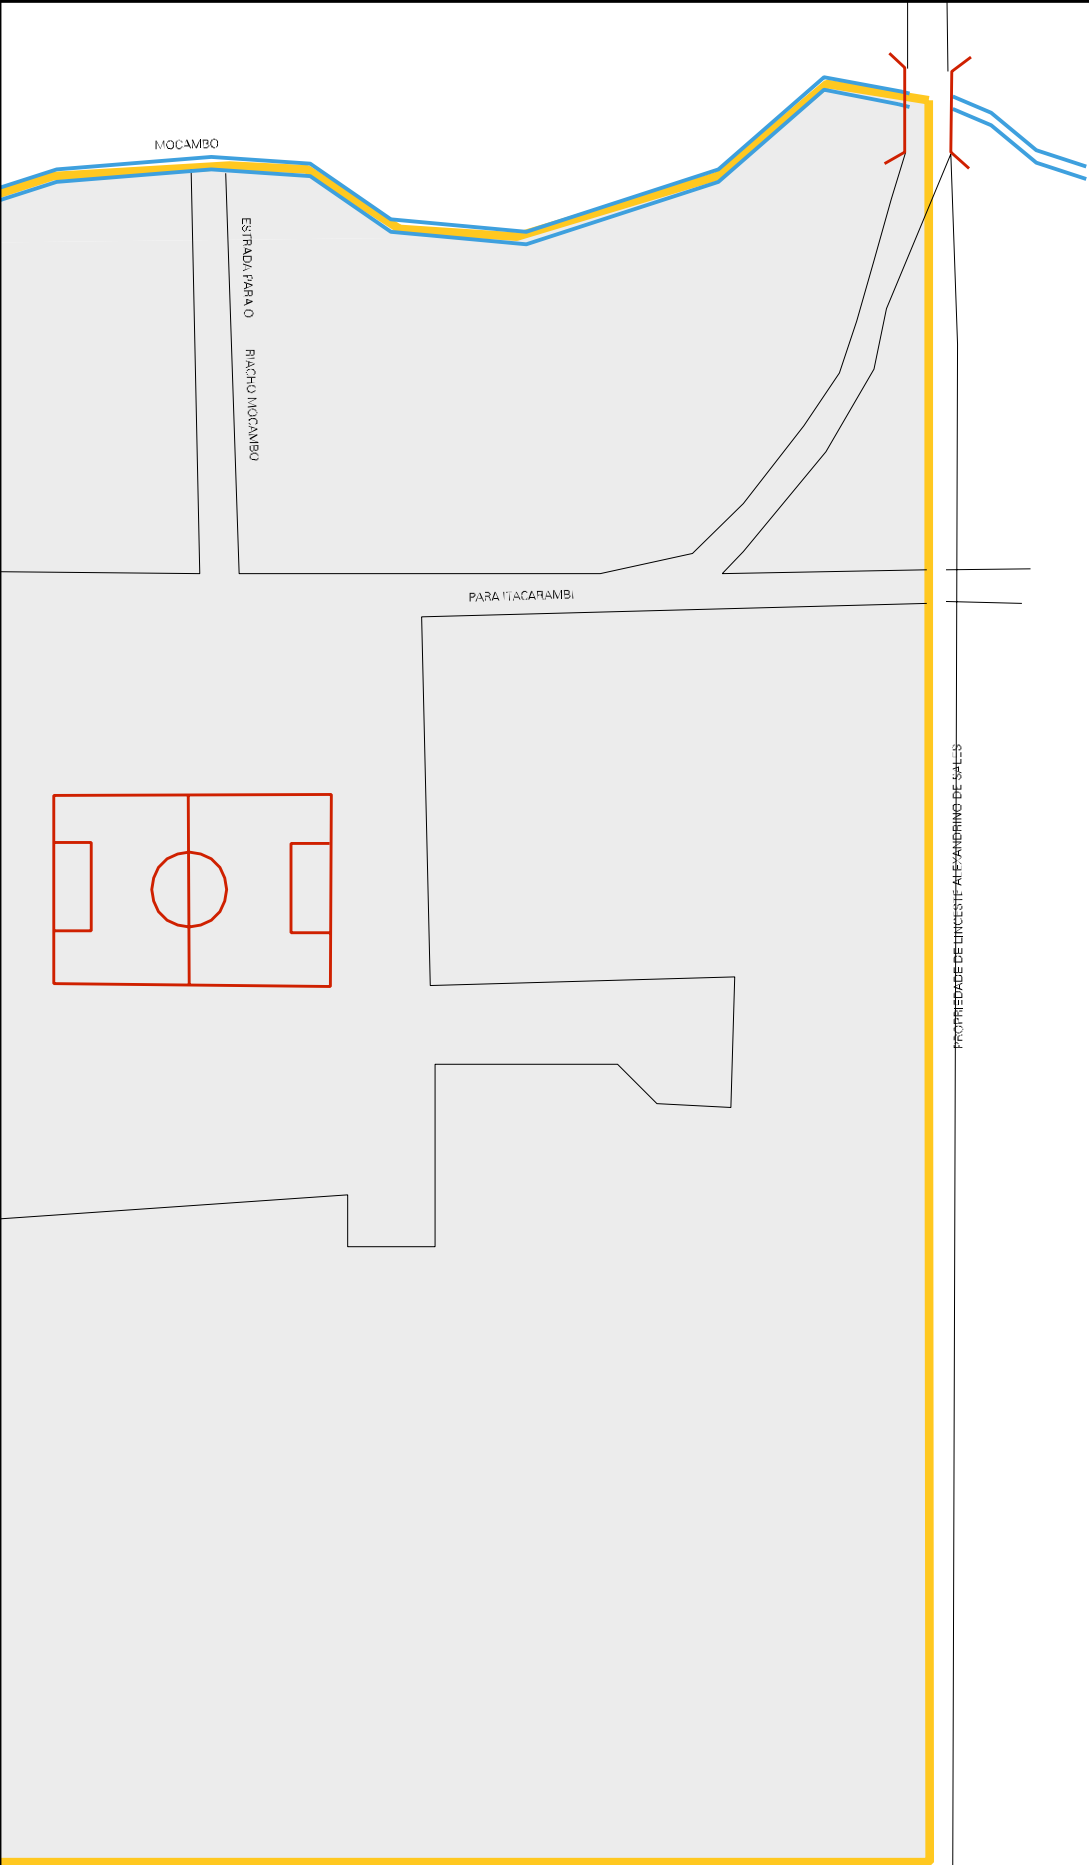 MOCAMBO
ESTRADA PARA O
RIACHO MOCAMBO
PARA ITACARAMBI
PROPRIEDADE DE LINCESTE ALEXANDRINO DE SALES